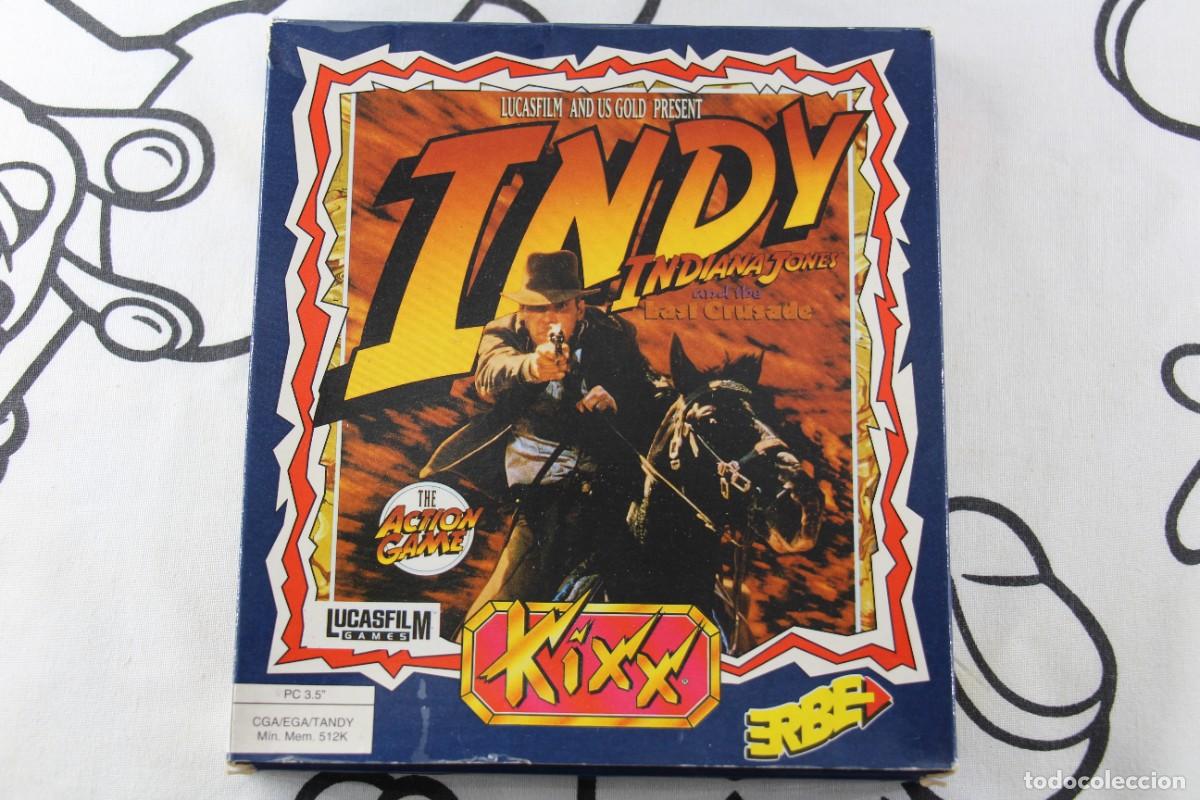 LUCASFILM AND US GOLD PRESENT
INDY
INDIANA JONES
and the
Last Crusade
THE
ACTION
GAME
LUCASFILM
GAMES
Kixx
ERBE
PC 3.5"
CGA/EGA/TANDY
Min. Mem. 512K
todocoleccion